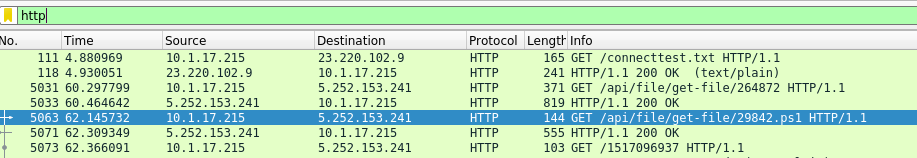 http
No. Time Source Destination Protocol Length Info
111 4.880969 10.1.17.215 23.220.102.9 HTTP 165 GET /connecttest.txt HTTP/1.1
118 4.930051 23.220.102.9 10.1.17.215 HTTP 241 HTTP/1.1 200 OK (text/plain)
5031 60.297799 10.1.17.215 5.252.153.241 HTTP 371 GET /api/file/get-file/264872 HTTP/1.1
5033 60.464642 5.252.153.241 10.1.17.215 HTTP 819 HTTP/1.1 200 OK
5063 62.145732 10.1.17.215 5.252.153.241 HTTP 144 GET /api/file/get-file/29842.ps1 HTTP/1.1
5071 62.309349 5.252.153.241 10.1.17.215 HTTP 555 HTTP/1.1 200 OK
5073 62.366091 10.1.17.215 5.252.153.241 HTTP 103 GET /1517096937 HTTP/1.1